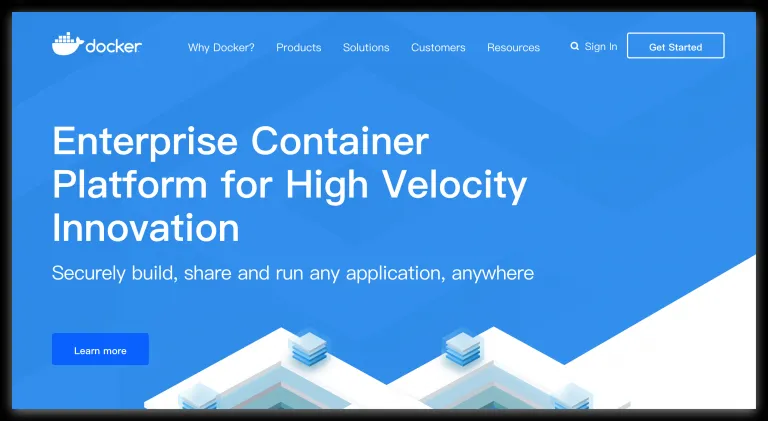 docker
Why Docker?
Products
Solutions
Customers
Resources
Sign In
Get Started
Enterprise Container
Platform for High Velocity
Innovation
Securely build, share and run any application, anywhere
Learn more